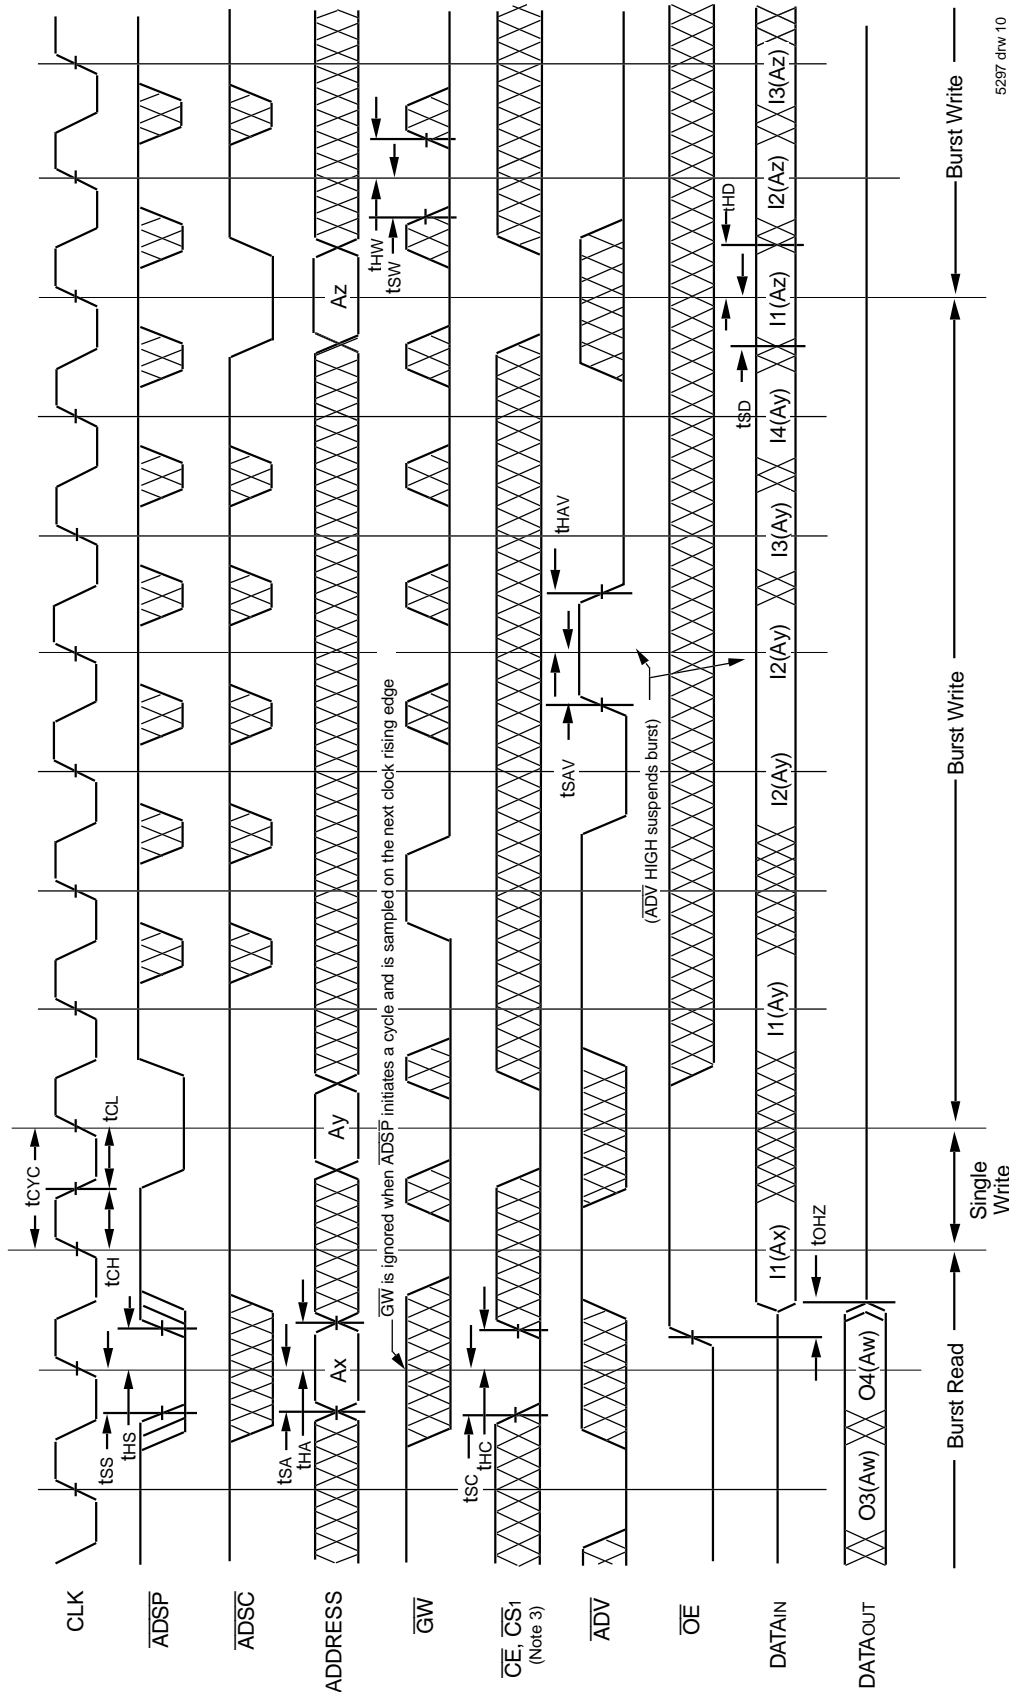 CLK
tCYC
tCH
tCL
ADSP
tSS
tHS
ADSC
ADDRESS
Ax
Ay
Az
tSA
tHA
GW is ignored when ADSP initiates a cycle and is sampled on the next clock rising edge
tHW
tSW
GW
CE, CS1
(Note 3)
tSC
tHC
ADV
tSAV
tHAV
(ADV HIGH suspends burst)
OE
tSD
tHD
DATAIN
I1(Ax)
I1(Ay)
I2(Ay)
I2(Ay)
I3(Ay)
I4(Ay)
I1(Az)
I2(Az)
I3(Az)
tOHZ
DATAOUT
O3(Aw)
O4(Aw)
Burst Read
Single
Write
Burst Write
Burst Write
5297 drw 10